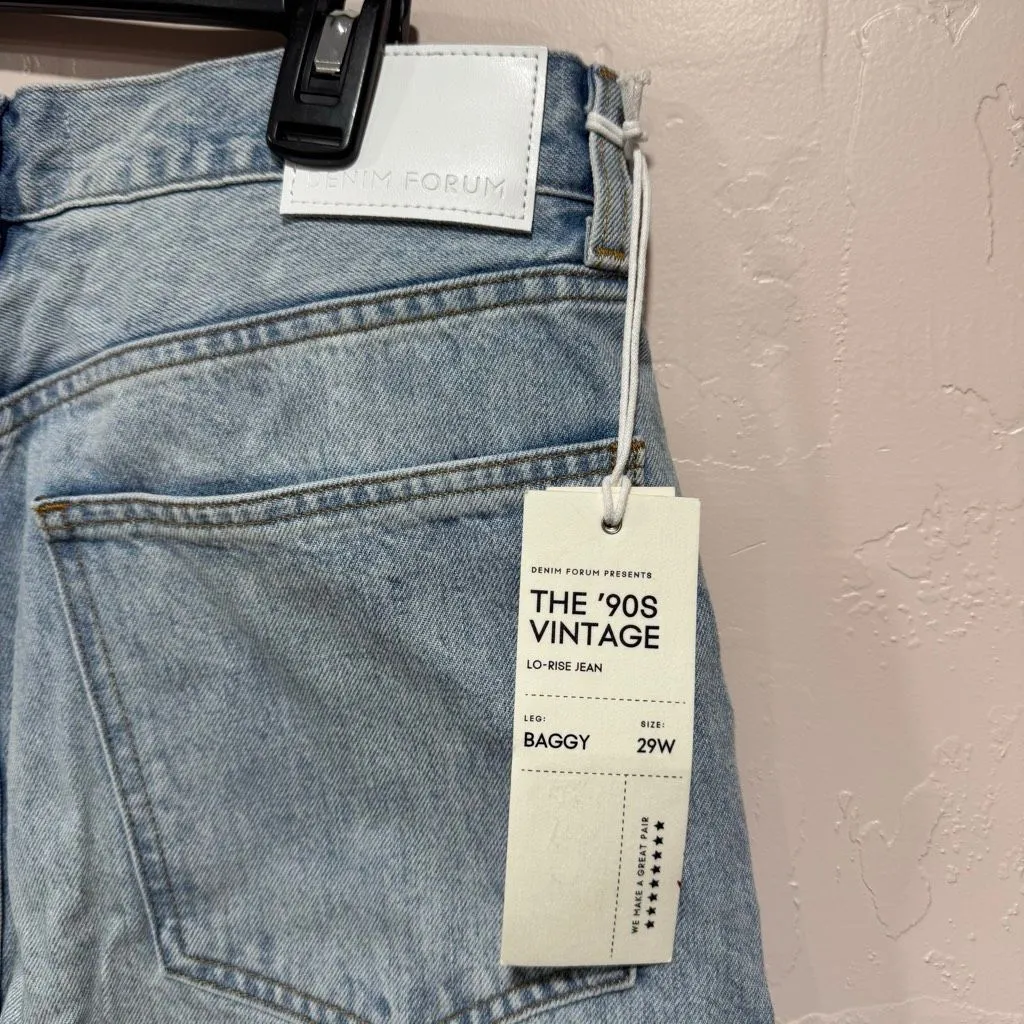 DENIM FORUM
DENIM FORUM PRESENTS
THE '90S
VINTAGE
LO-RISE JEAN
LEG:
BAGGY
SIZE:
29W
WE MAKE A GREAT PAIR
★★★★★★★★